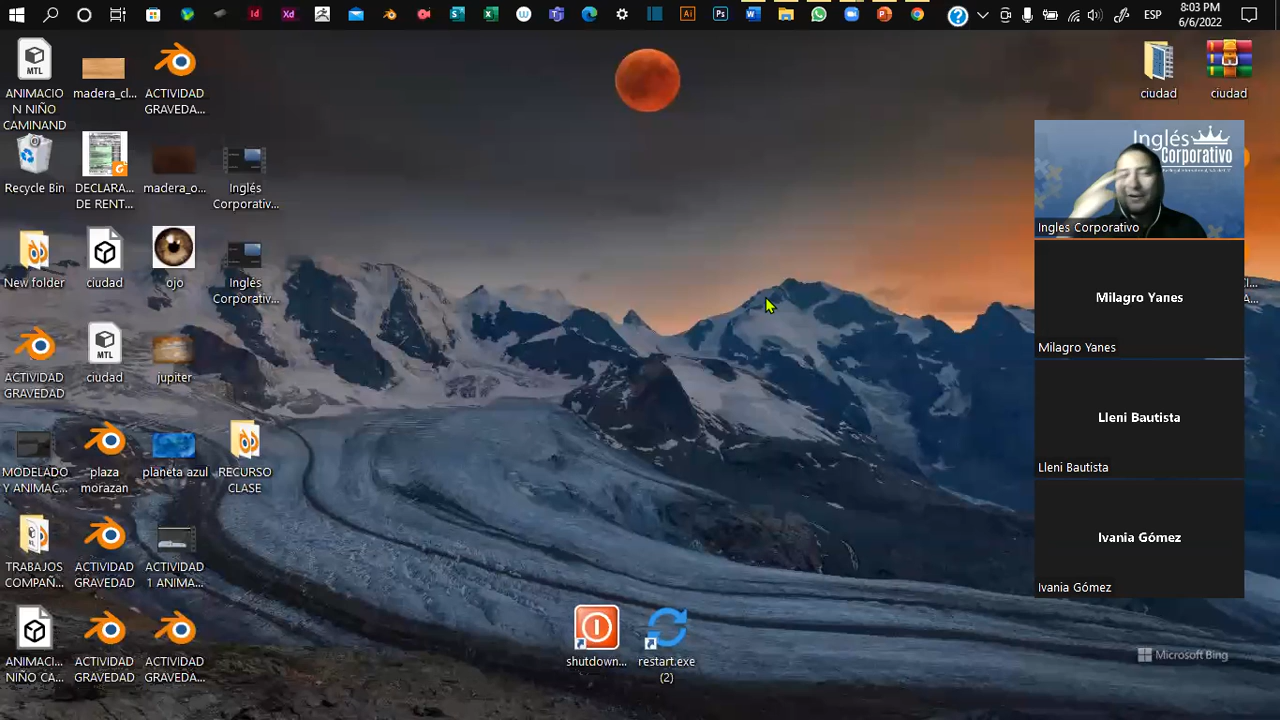 ESP
8:03 PM
6/6/2022
MTL
ANIMACIO
N NIÑO
CAMINAND
madera_cl...
ACTIVIDAD
GRAVEDA...
ciudad
ciudad
Recycle Bin
DECLARA...
DE RENT...
madera_o...
Inglés
Corporativ...
Inglés
Corporativo
Ingles Corporativo
New folder
ciudad
ojo
Inglés
Corporativ...
Milagro Yanes
Milagro Yanes
ACTIVIDAD
GRAVEDAD
MTL
ciudad
jupiter
Lleni Bautista
Lleni Bautista
MODELADO
Y ANIMAC...
plaza
morazan
planeta azul
RECURSO
CLASE
Ivania Gómez
Ivania Gómez
TRABAJOS
COMPAÑ...
ACTIVIDAD
GRAVEDAD
ACTIVIDAD
1 ANIMA...
ANIMACI...
NIÑO CA...
ACTIVIDAD
GRAVEDAD
ACTIVIDAD
GRAVEDA...
shutdown...
restart.exe
(2)
Microsoft Bing